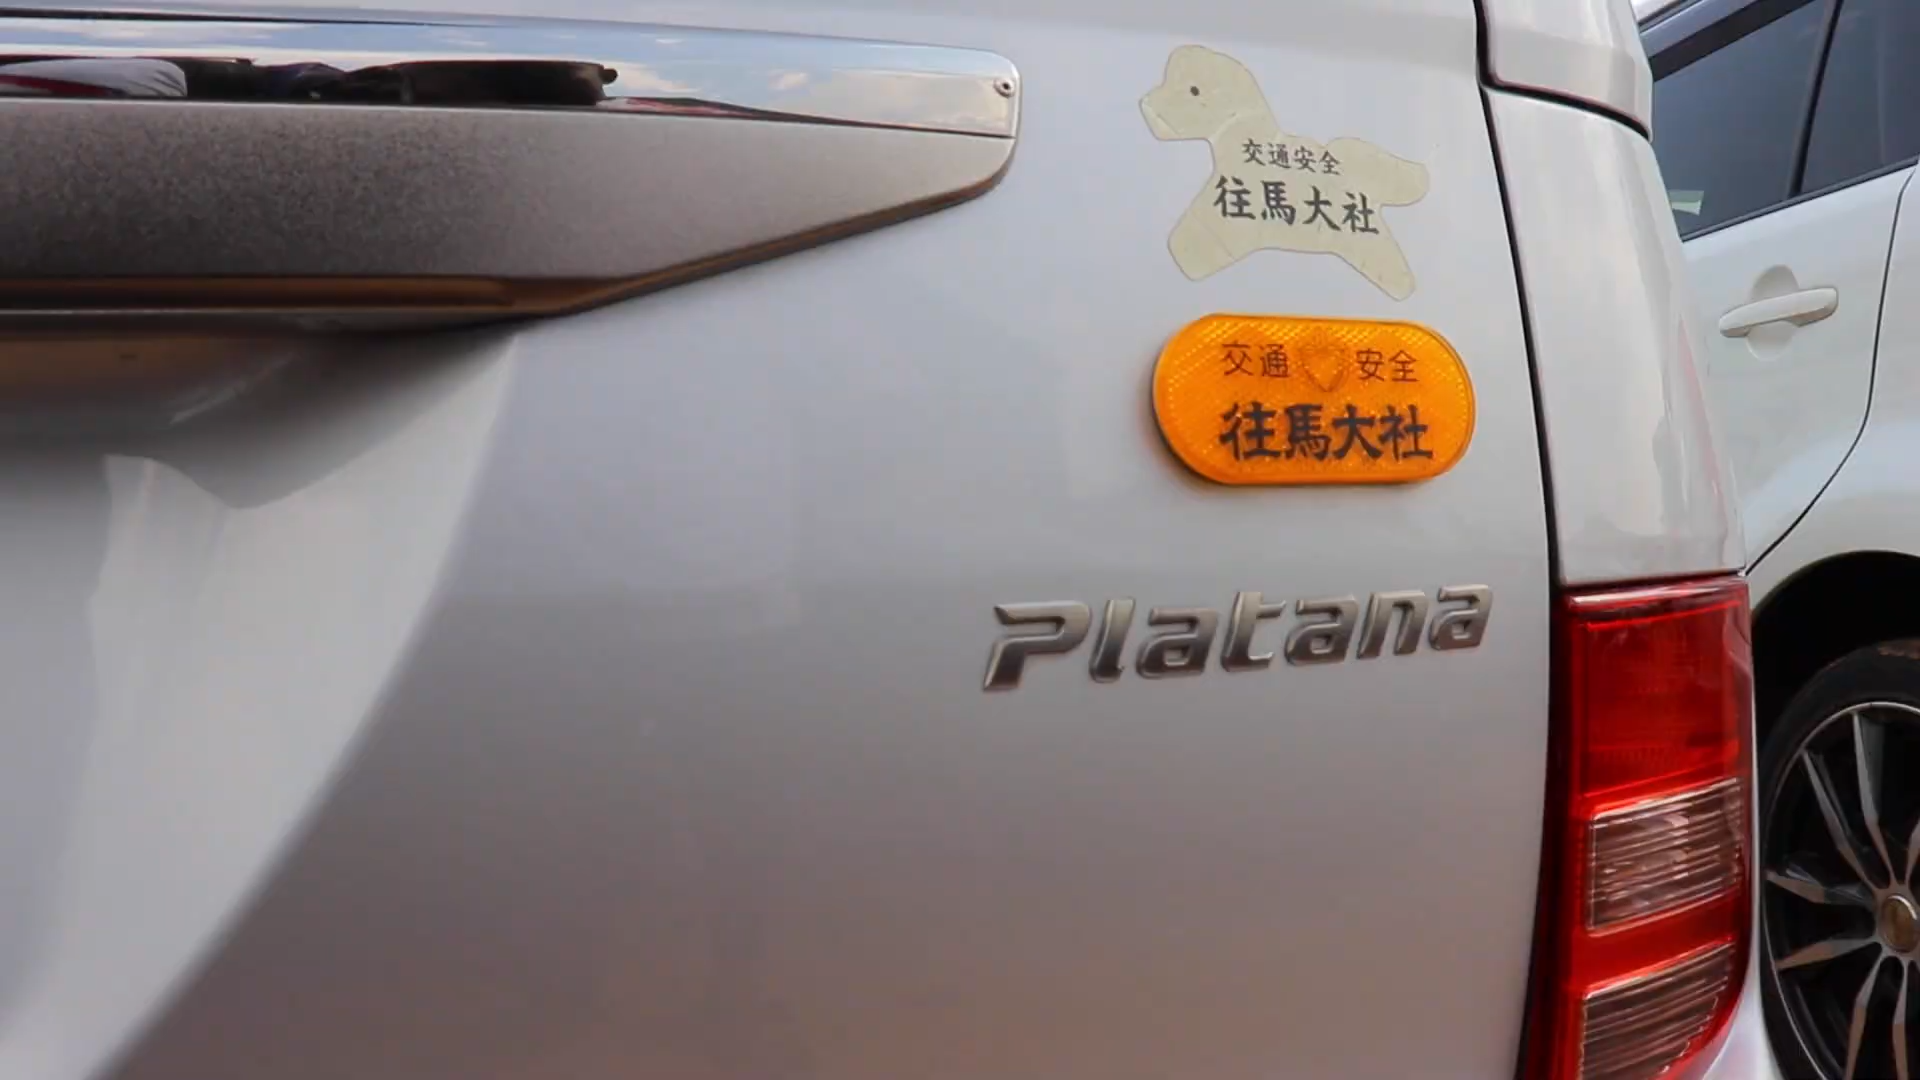 交通安全
往馬大社
交通 安全
往馬大社
Platana